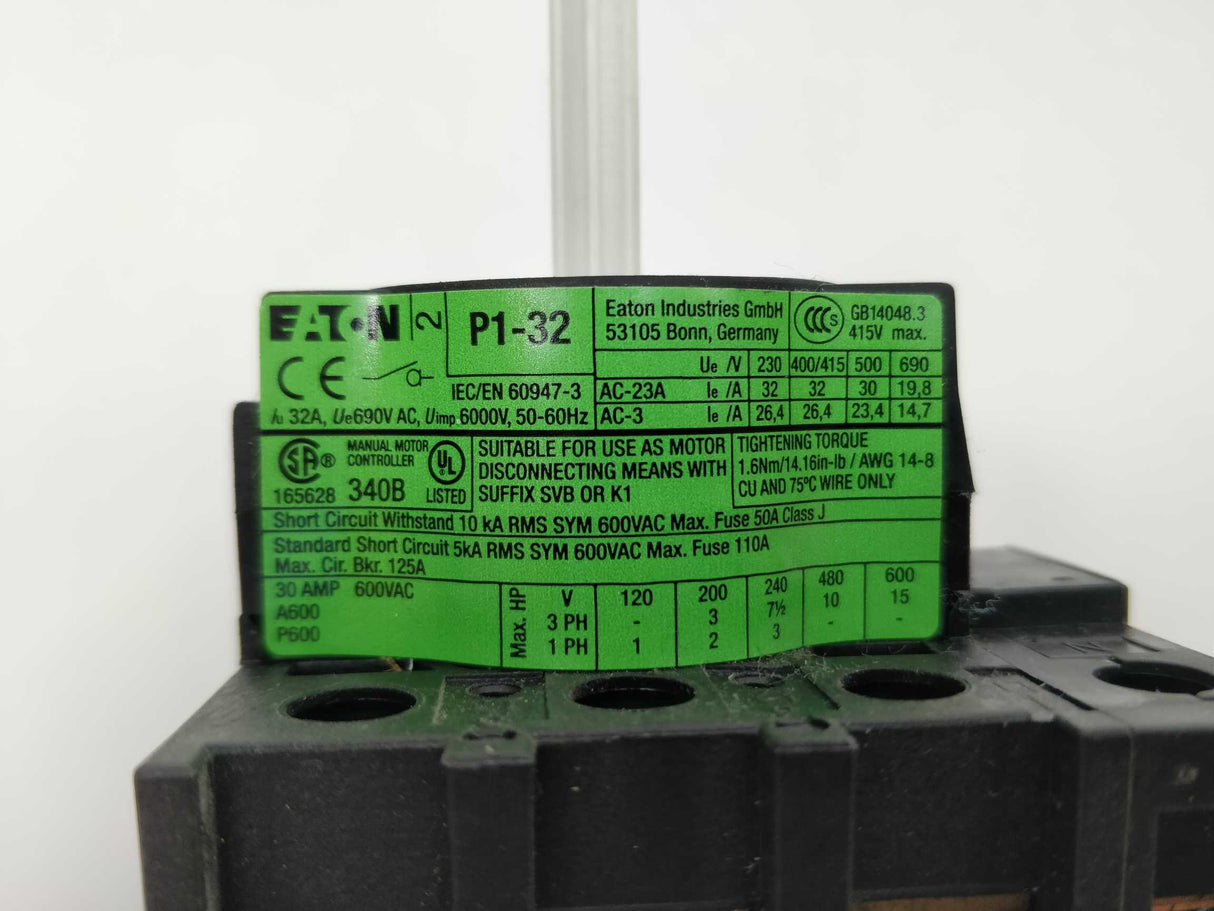 EATON 2 P1-32
CE
IEC/EN 60947-3
Iu 32A, Ue690V AC, Uimp 6000V, 50-60Hz
Eaton Industries GmbH
53105 Bonn, Germany
CCC S
GB14048.3
415V max.
Ue /V 230 400/415 500 690
AC-23A Ie /A 32 32 30 19,8
AC-3 Ie /A 26,4 26,4 23,4 14,7
SA ®
165628
MANUAL MOTOR
CONTROLLER
340B
UL
LISTED
SUITABLE FOR USE AS MOTOR
DISCONNECTING MEANS WITH
SUFFIX SVB OR K1
TIGHTENING TORQUE
1.6Nm/14.16in-lb / AWG 14-8
CU AND 75ºC WIRE ONLY
Short Circuit Withstand 10 kA RMS SYM 600VAC Max. Fuse 50A Class J
Standard Short Circuit 5kA RMS SYM 600VAC Max. Fuse 110A
Max. Cir. Bkr. 125A
30 AMP 600VAC
A600
P600
Max. HP
V 120 200 240 480 600
3 PH - 3 7½ 10 15
1 PH 1 2 3 - -
N